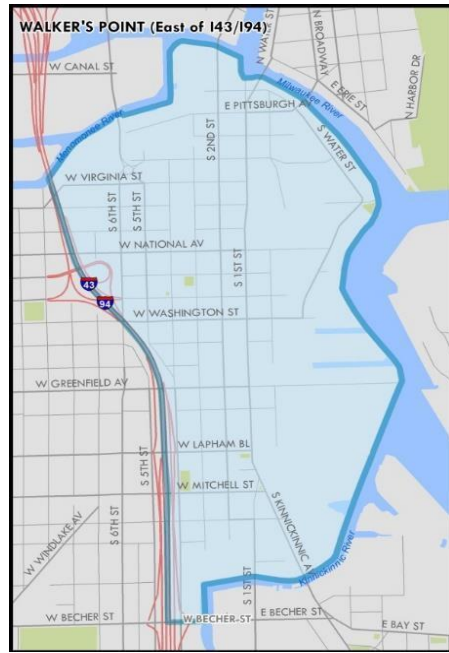 WALKER'S POINT (East of I43/I94)
W CANAL ST
N WATER ST
N BROADWAY
N HARBOR DR
E ERIE ST
Milwaukee River
Menomonee River
E PITTSBURGH AV
S 2ND ST
S WATER ST
W VIRGINIA ST
S 6TH ST
S 5TH ST
W NATIONAL AV
S 1ST ST
43
94
W WASHINGTON ST
W GREENFIELD AV
W LAPHAM BL
S 5TH ST
W MITCHELL ST
S 6TH ST
W WINDLAKE AV
S KINNICKINNIC AV
Kinnickinnic River
S 1ST ST
W BECHER ST
W BECHER ST
E BECHER ST
E BAY ST